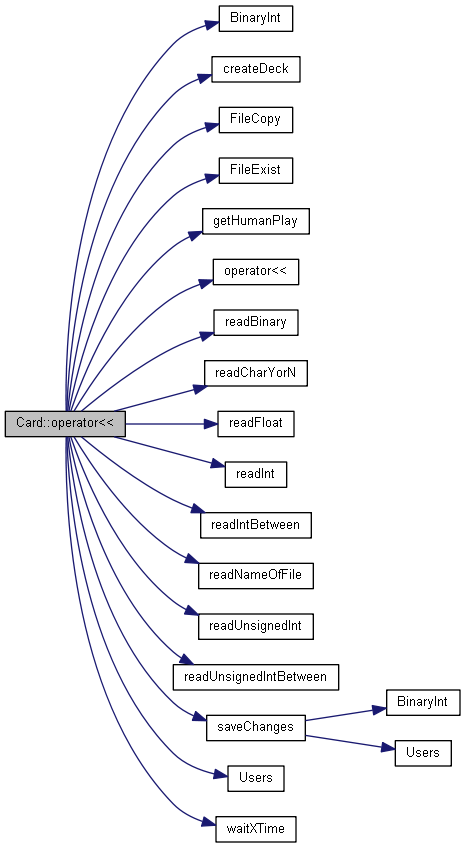 BinaryInt
createDeck
FileCopy
FileExist
getHumanPlay
operator<<
readBinary
readCharYorN
Card::operator<<
readFloat
readInt
readIntBetween
readNameOfFile
readUnsignedInt
readUnsignedIntBetween
BinaryInt
saveChanges
Users
Users
waitXTime